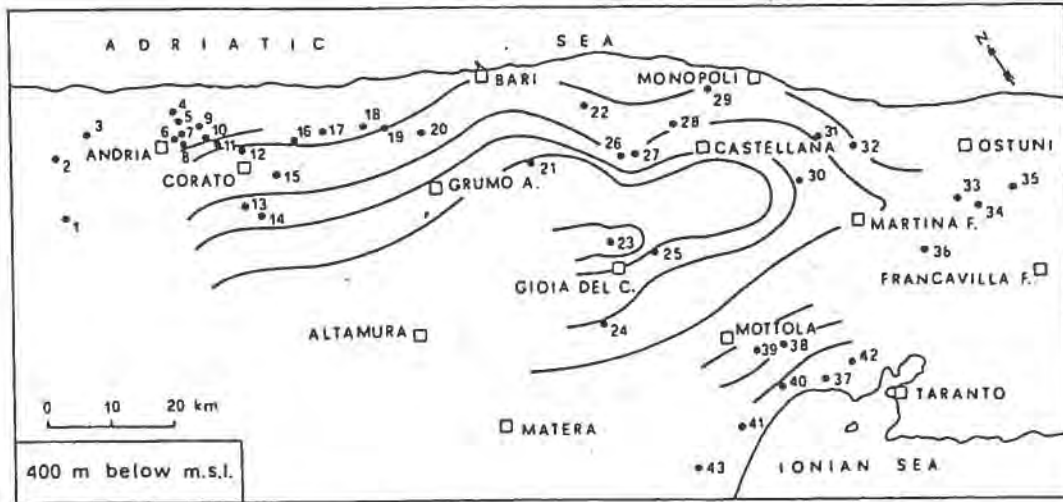 ADRIATIC SEA
N
BARI
MONOPOLI
4
5
9
3
6
7
10
8
11
12
16
17
18
19
20
22
29
28
31
32
ANDRIA
CORATO
2
15
26
27
CASTELLANA
OSTUNI
21
GRUMO A.
30
33
35
34
1
13
14
MARTINA F.
23
25
36
GIOIA DEL C.
FRANCAVILLA F.
24
ALTAMURA
MOTTOLA
39
38
42
40
37
TARANTO
0 10 20 km
MATERA
41
43
400 m below m.s.l.
IONIAN SEA